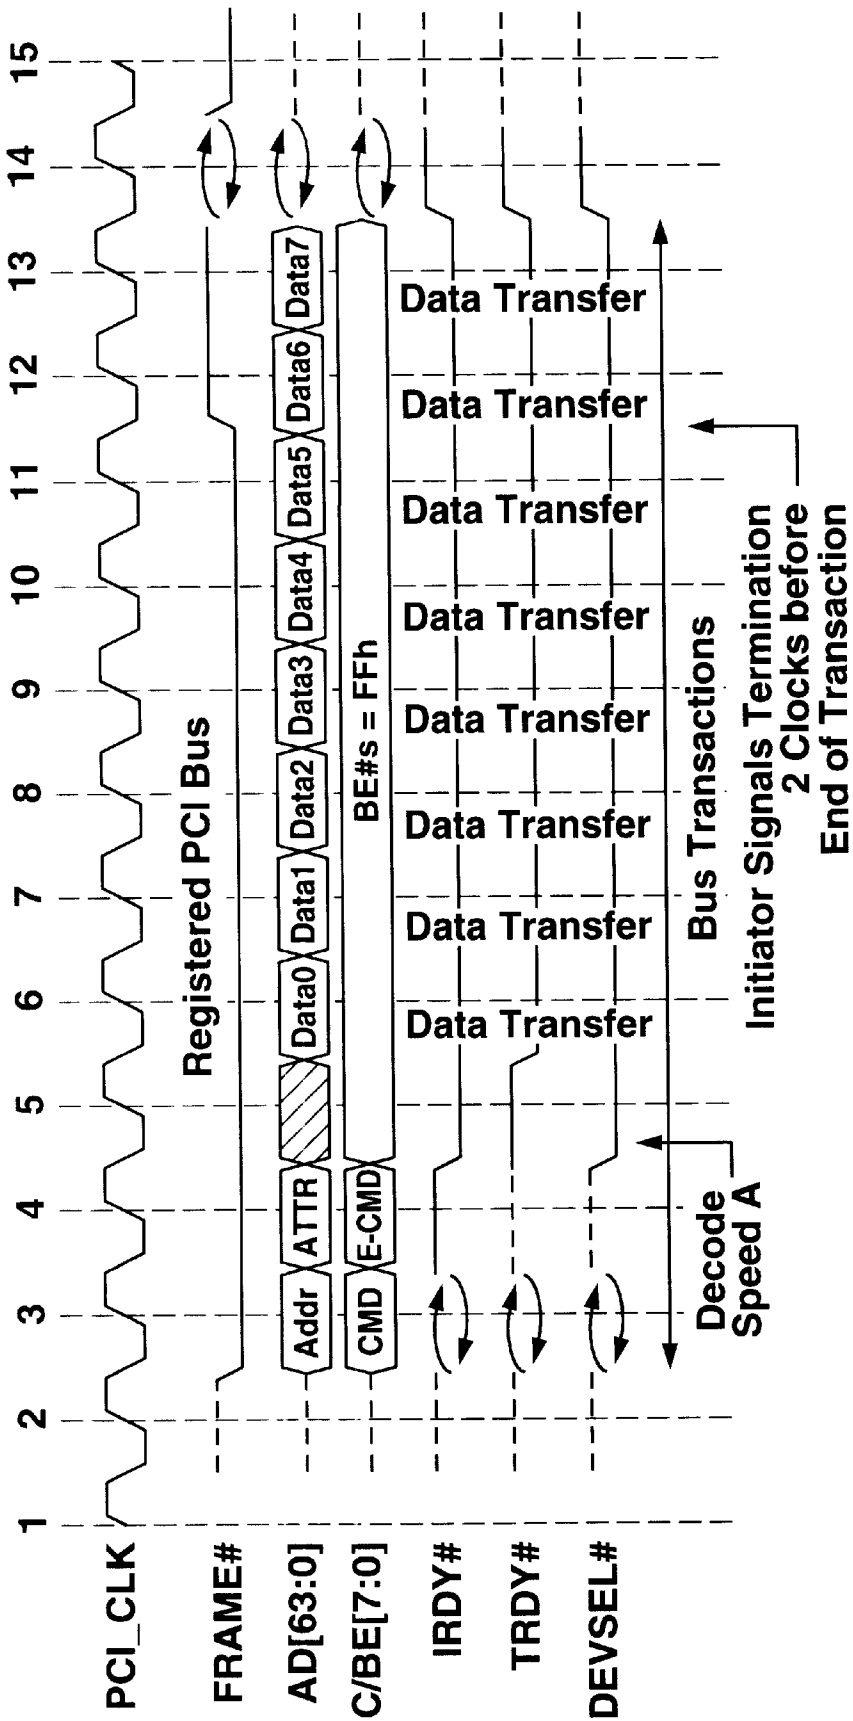 1 2 3 4 5 6 7 8 9 10 11 12 13 14 15
PCI_CLK
Registered PCI Bus
FRAME#
AD[63:0] Addr ATTR Data0 Data1 Data2 Data3 Data4 Data5 Data6 Data7
C/BE[7:0] CMD E-CMD BE#s = FFh
IRDY#
TRDY#
DEVSEL#
Data Transfer Data Transfer Data Transfer Data Transfer Data Transfer Data Transfer Data Transfer Data Transfer
Bus Transactions
Decode
Speed A
Initiator Signals Termination
2 Clocks before
End of Transaction